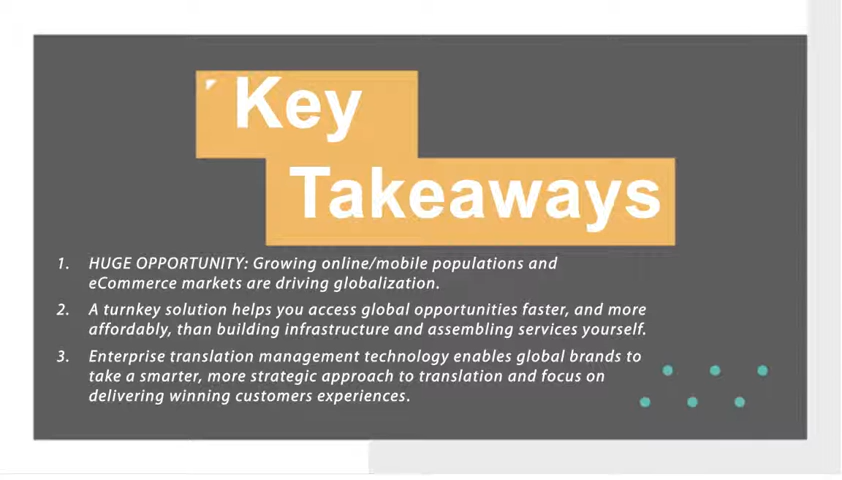 Key
Takeaways
1. HUGE OPPORTUNITY: Growing online/mobile populations and
eCommerce markets are driving globalization.
2. A turnkey solution helps you access global opportunities faster, and more
affordably, than building infrastructure and assembling services yourself.
3. Enterprise translation management technology enables global brands to
take a smarter, more strategic approach to translation and focus on
delivering winning customers experiences.